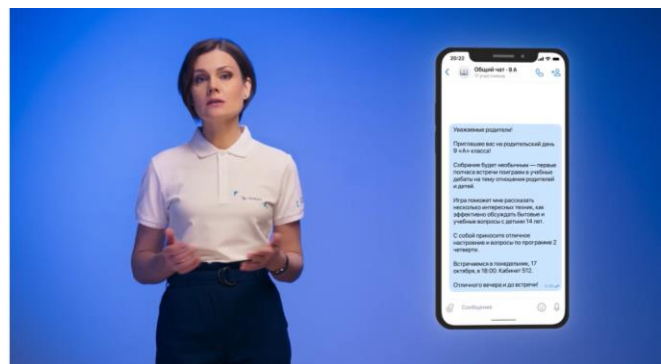 20:22
Общий чат - 9 А
11 участников
Уважаемые родители!
Приглашаю вас на родительский день
9 «А» класса!
Собрание будет необычным — первые
полчаса встречи поиграем в учебные
дебаты на тему отношения родителей
и детей.
Игра поможет мне рассказать
несколько интересных техник, как
эффективно обсуждать бытовые и
учебные вопросы с детьми 14 лет.
С собой приносите отличное
настроение и вопросы по программе 2
четверти.
Встречаемся в понедельник, 17
октября, в 18:00. Кабинет 512.
Отличного вечера и до встречи!
Сообщение